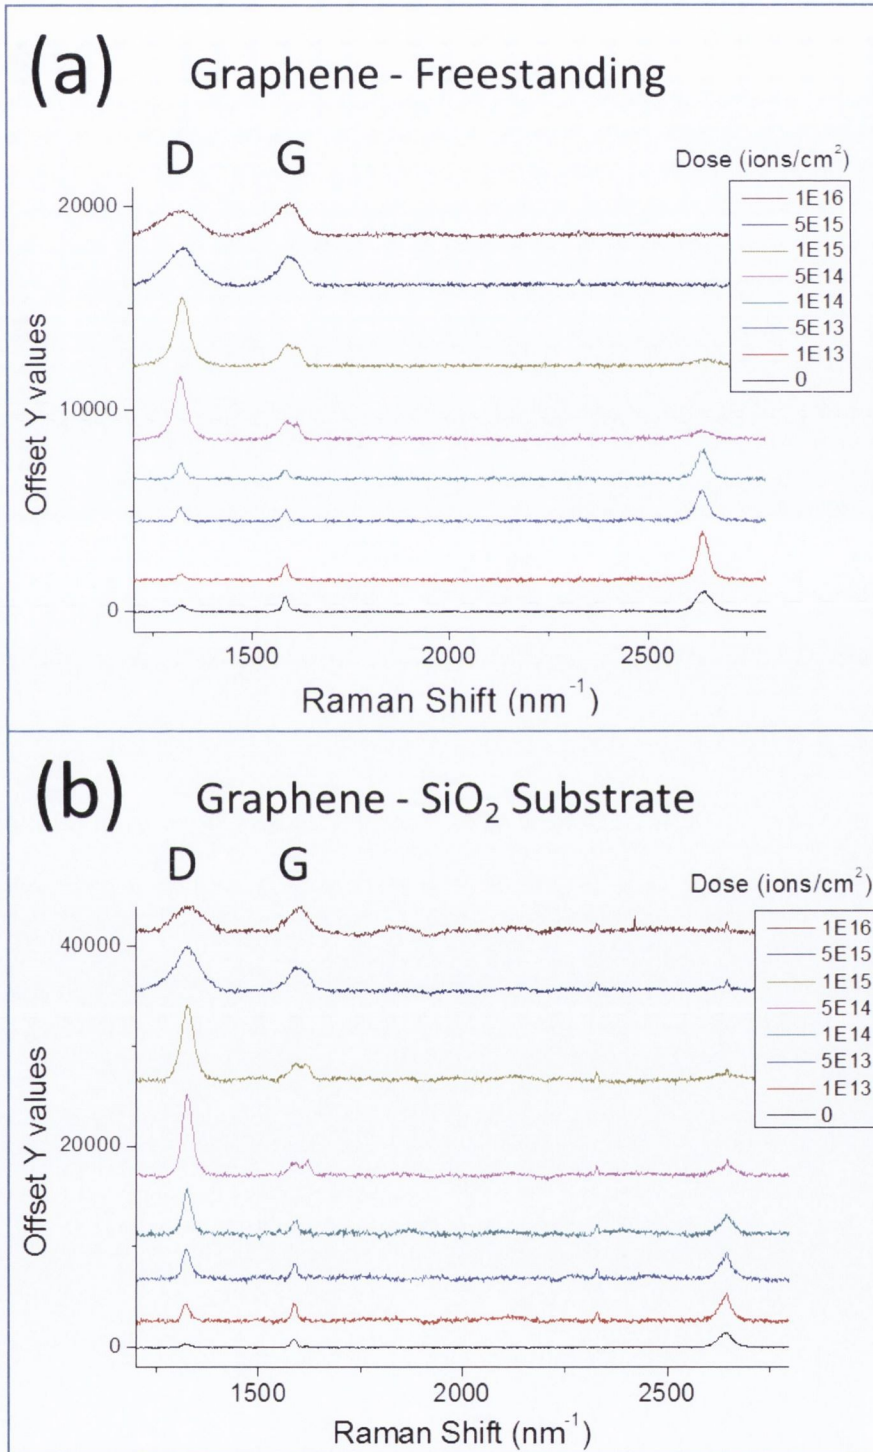 (a) Graphene - Freestanding
D G
Dose (ions/cm²)
1E16
5E15
1E15
5E14
1E14
5E13
1E13
0
20000
10000
0
Offset Y values
1500 2000 2500
Raman Shift (nm⁻¹)
(b) Graphene - SiO₂ Substrate
D G
Dose (ions/cm²)
1E16
5E15
1E15
5E14
1E14
5E13
1E13
0
40000
20000
0
Offset Y values
1500 2000 2500
Raman Shift (nm⁻¹)